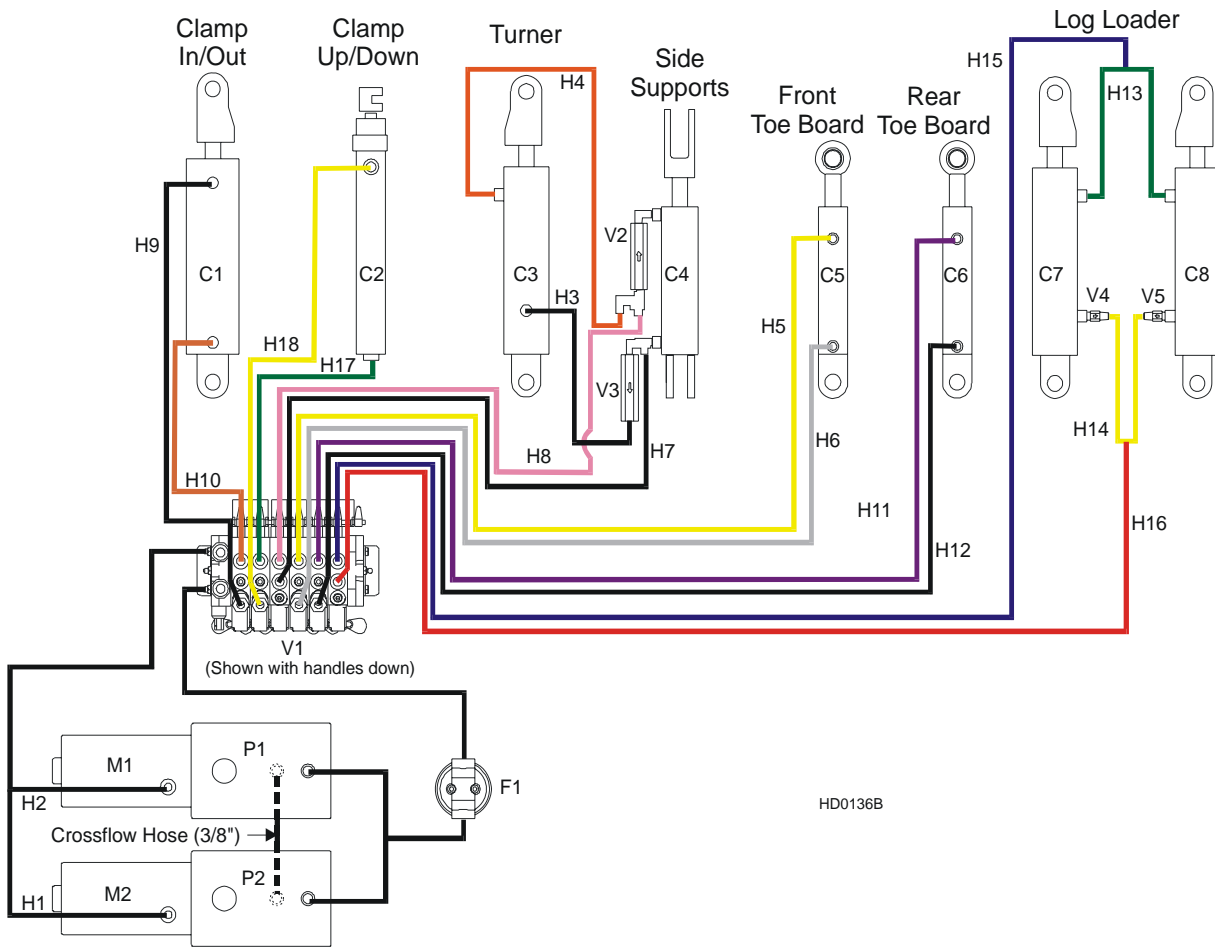 Clamp
In/Out
Clamp
Up/Down
Turner
Side
Supports
Front
Toe Board
Rear
Toe Board
Log Loader
H15
H4
H13
V2
H9
C1
C2
C3
C4
C5
C6
C7
C8
H3
V4
V5
H5
H18
H17
V3
H14
H6
H8
H7
H10
H11
H16
H12
V1
(Shown with handles down)
M1
P1
F1
H2
HD0136B
Crossflow Hose (3/8")
M2
P2
H1